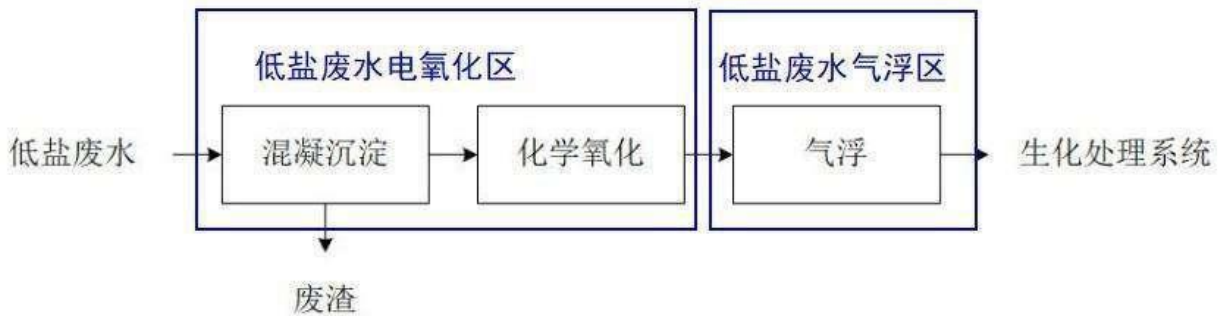 低盐废水电氧化区
低盐废水气浮区
低盐废水
混凝沉淀
化学氧化
气浮
生化处理系统
废渣